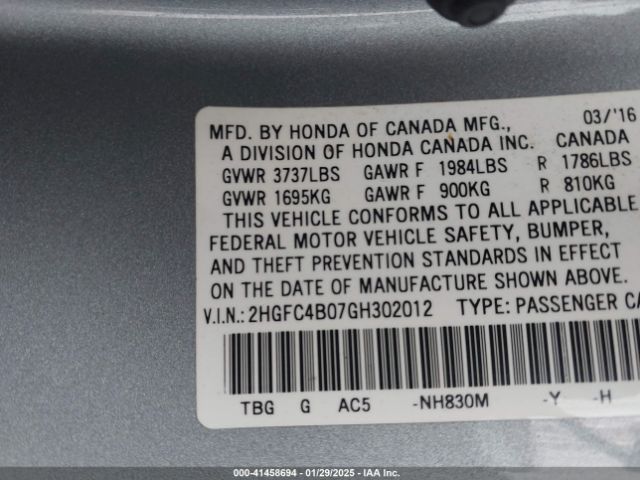 MFD. BY HONDA OF CANADA MFG., 03/'16
A DIVISION OF HONDA CANADA INC. CANADA
GVWR 3737LBS GAWR F 1984LBS R 1786LBS
GVWR 1695KG GAWR F 900KG R 810KG
THIS VEHICLE CONFORMS TO ALL APPLICABLE
FEDERAL MOTOR VEHICLE SAFETY, BUMPER,
AND THEFT PREVENTION STANDARDS IN EFFECT
ON THE DATE OF MANUFACTURE SHOWN ABOVE.
V.I.N.: 2HGFC4B07GH302012 TYPE: PASSENGER CA
TBG G AC5 -NH830M -Y -H
000-41458694 | 01/29/2025 | IAA Inc.